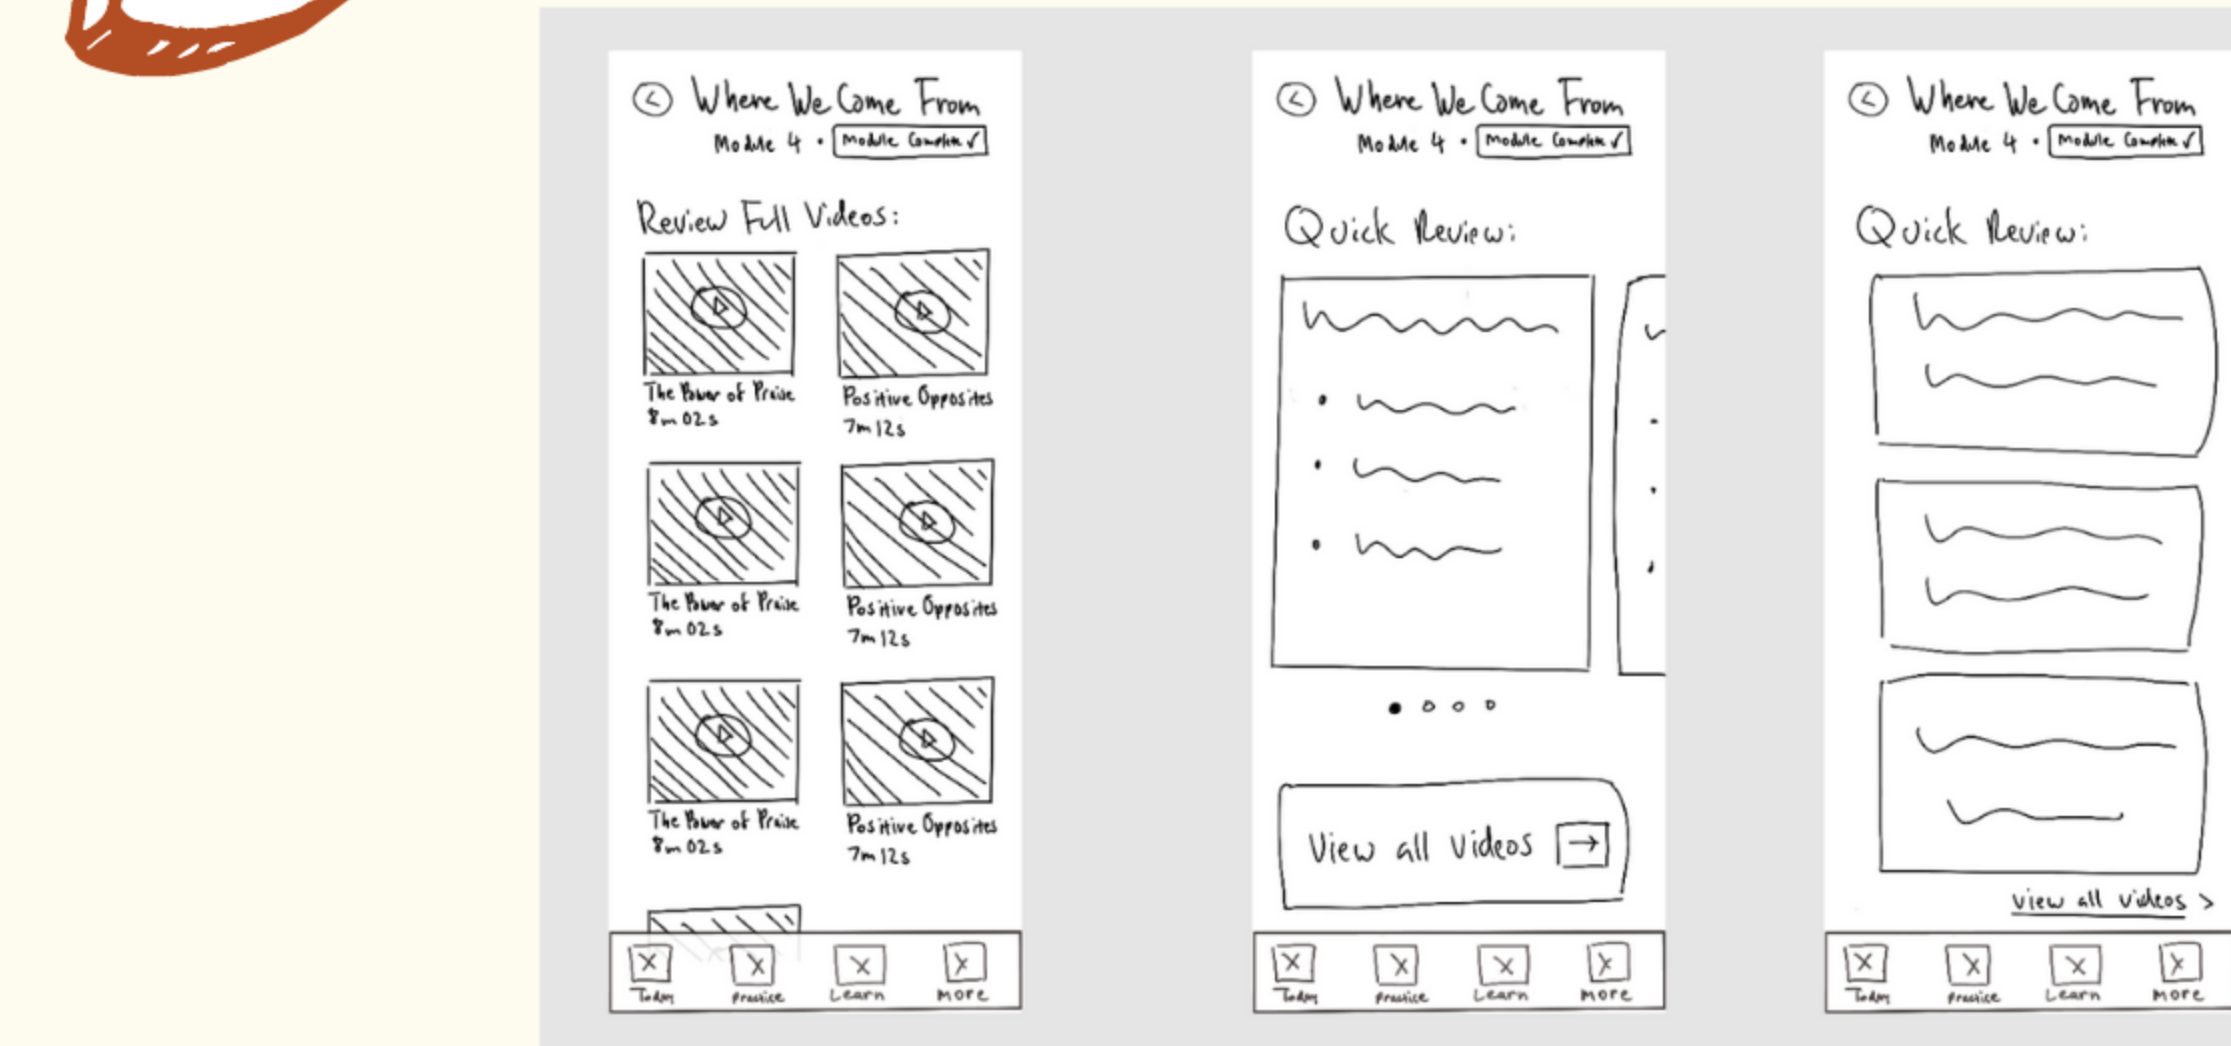 Where We Come From
Module 4 • Module Complete ✓
Review Full Videos:
The Power of Praise
8m 02s
Positive Opposites
7m 12s
The Power of Praise
8m 02s
Positive Opposites
7m 12s
The Power of Praise
8m 02s
Positive Opposites
7m 12s
Today
Practice
Learn
More
Where We Come From
Module 4 • Module Complete ✓
Quick Review:
View all videos →
Today
Practice
Learn
More
Where We Come From
Module 4 • Module Complete ✓
Quick Review:
view all videos >
Today
Practice
Learn
More